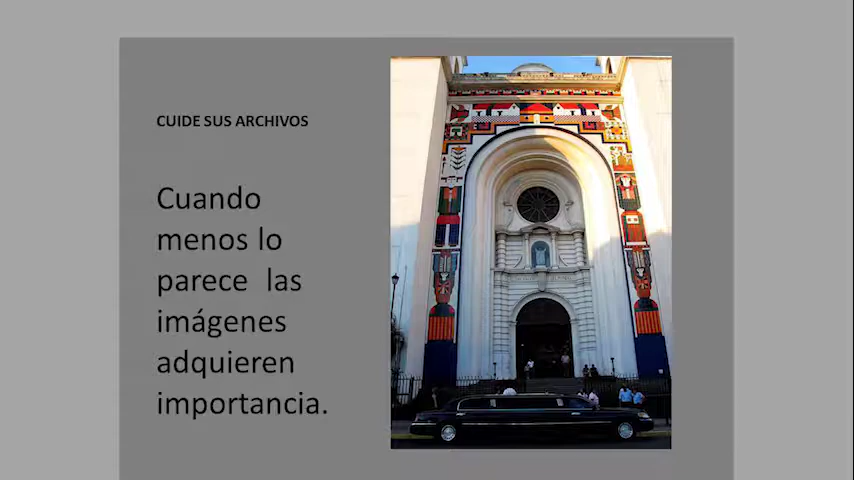 CUIDE SUS ARCHIVOS
Cuando
menos lo
parece las
imágenes
adquieren
importancia.